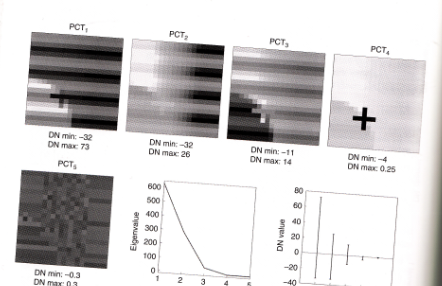 PCT1
PCT2
PCT3
PCT4
DN min: –32
DN max: 73
DN min: –32
DN max: 26
DN min: –11
DN max: 14
DN min: –4
DN max: 0.25
PCT5
DN min: –0.3
DN max: 0.3
Eigenvalue
600
500
400
300
200
100
0
1 2 3 4 5
DN value
80
60
40
20
0
–20
–40